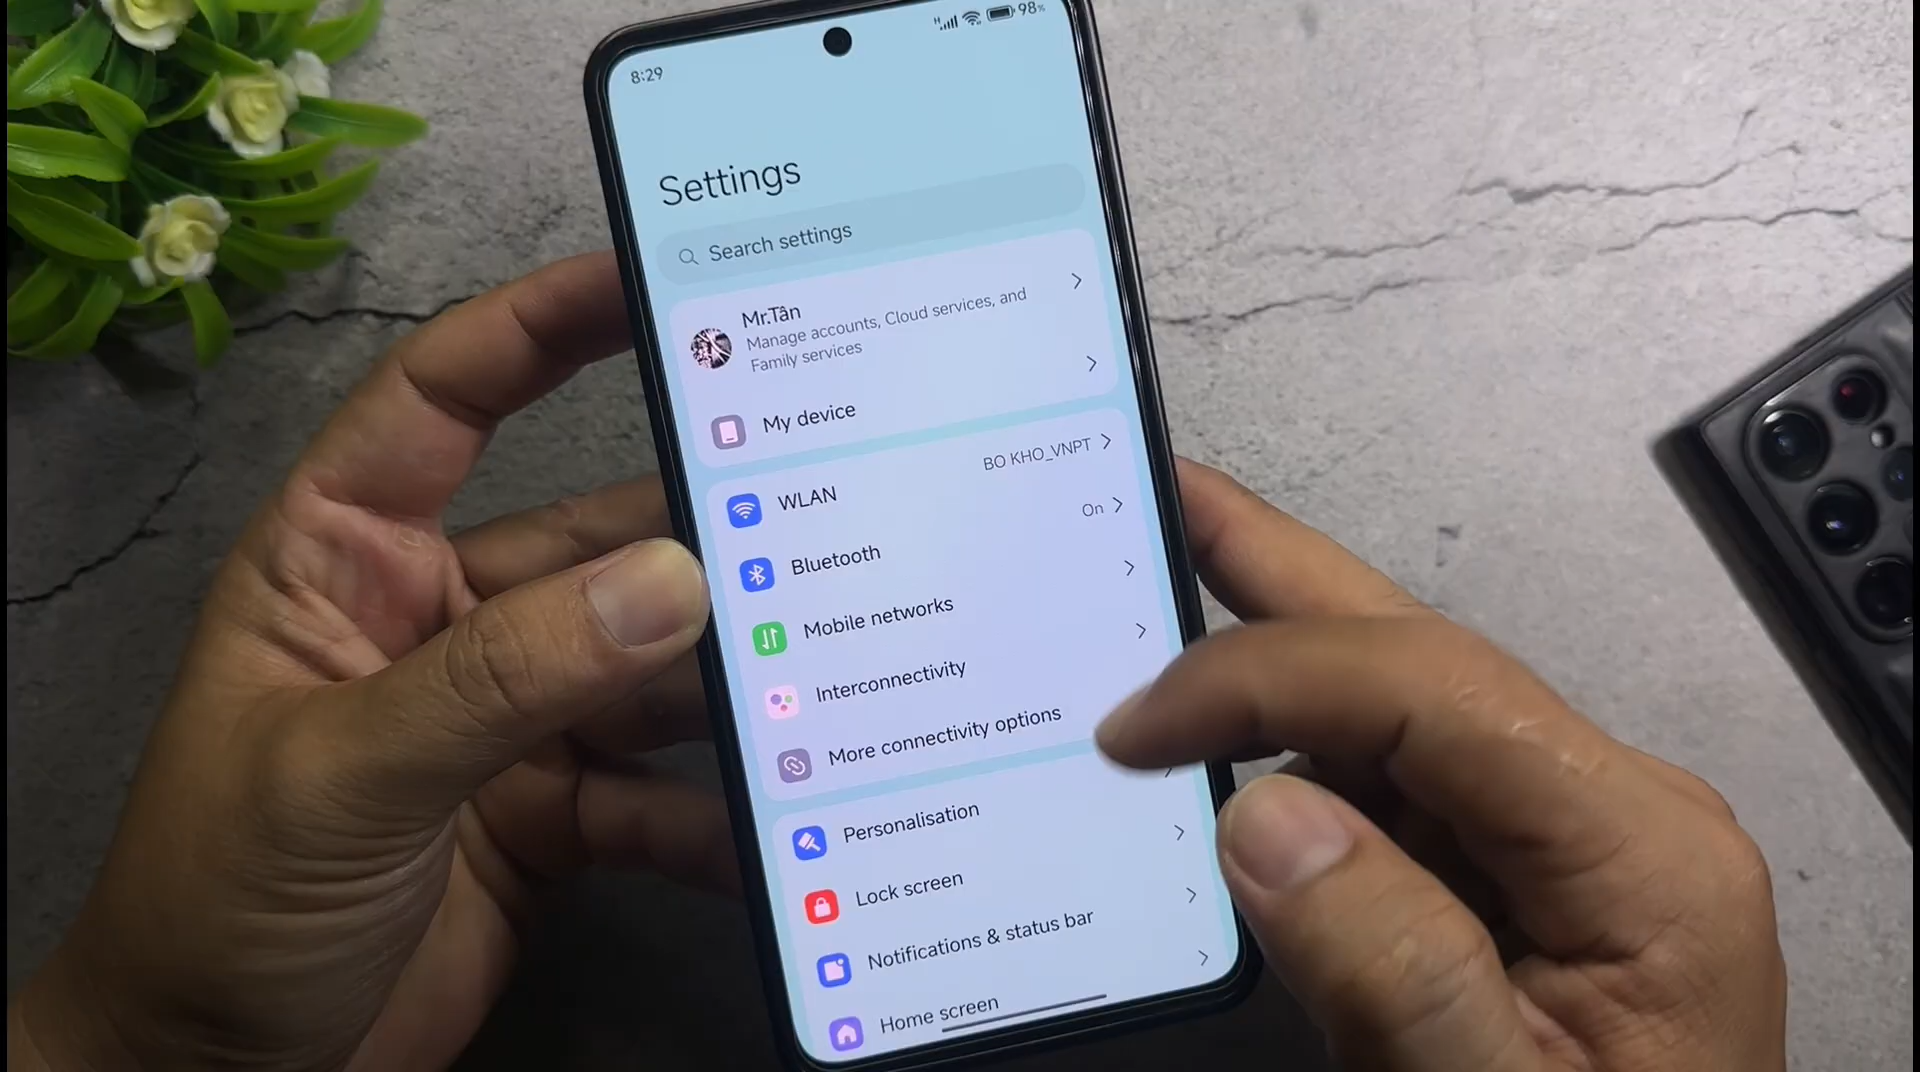 8:29
H
98%
Settings
Search settings
Mr.Tân
Manage accounts, Cloud services, and
Family services
My device
WLAN
BO KHO_VNPT
Bluetooth
On
Mobile networks
Interconnectivity
More connectivity options
Personalisation
Lock screen
Notifications & status bar
Home screen